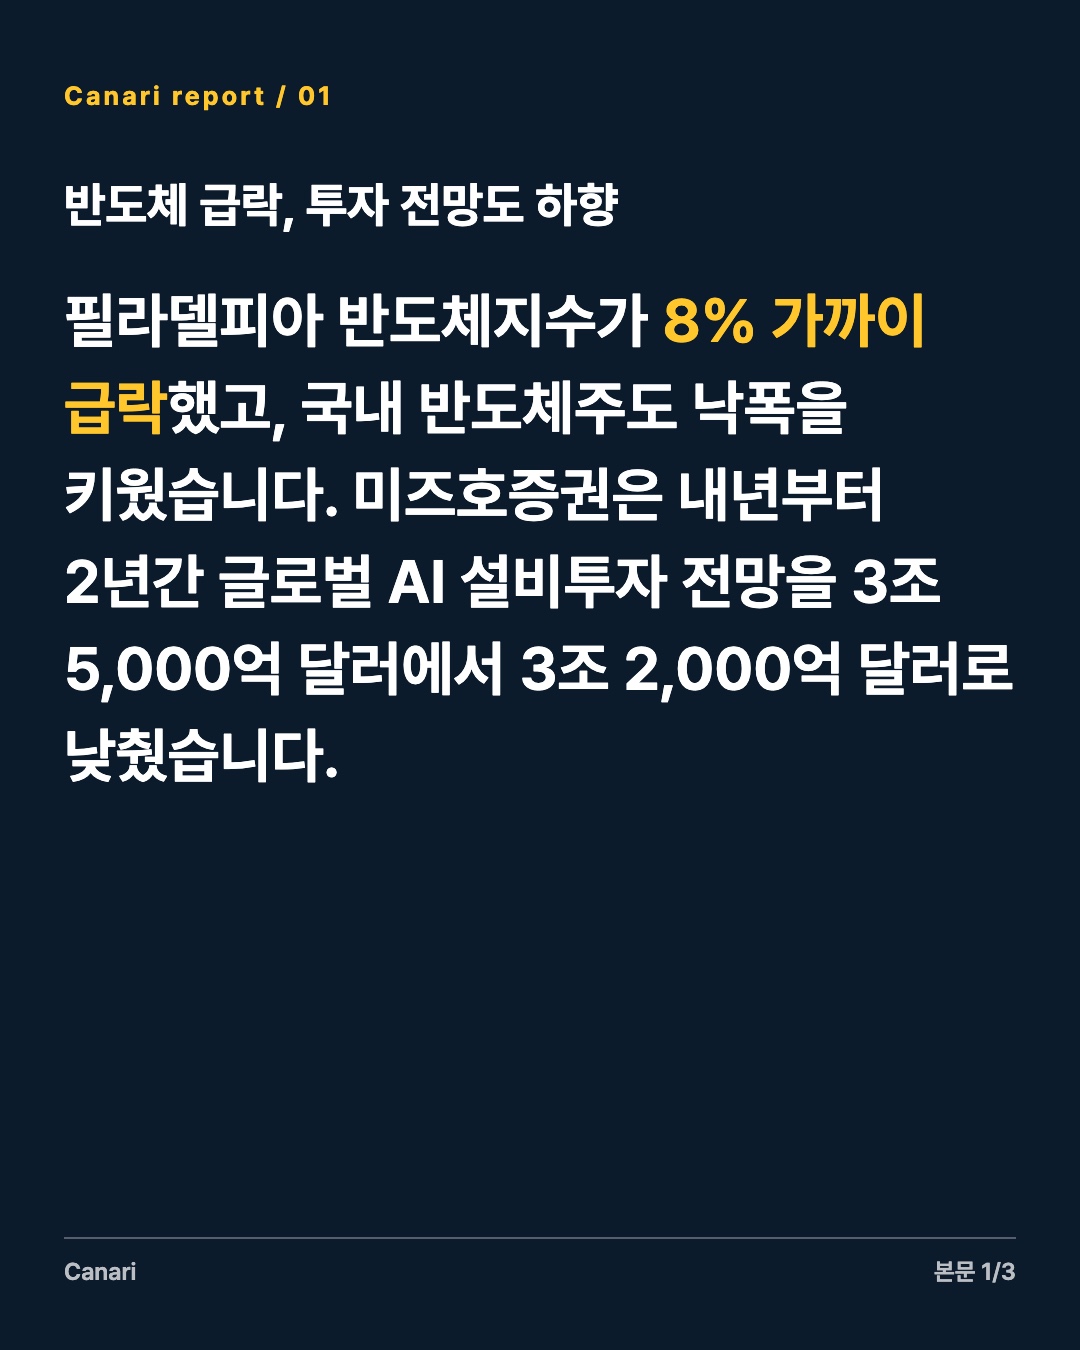 Canari report / 01
반도체 급락, 투자 전망도 하향
필라델피아 반도체지수가 8% 가까이
급락했고, 국내 반도체주도 낙폭을
키웠습니다. 미즈호증권은 내년부터
2년간 글로벌 AI 설비투자 전망을 3조
5,000억 달러에서 3조 2,000억 달러로
낮췄습니다.
Canari
본문 1/3